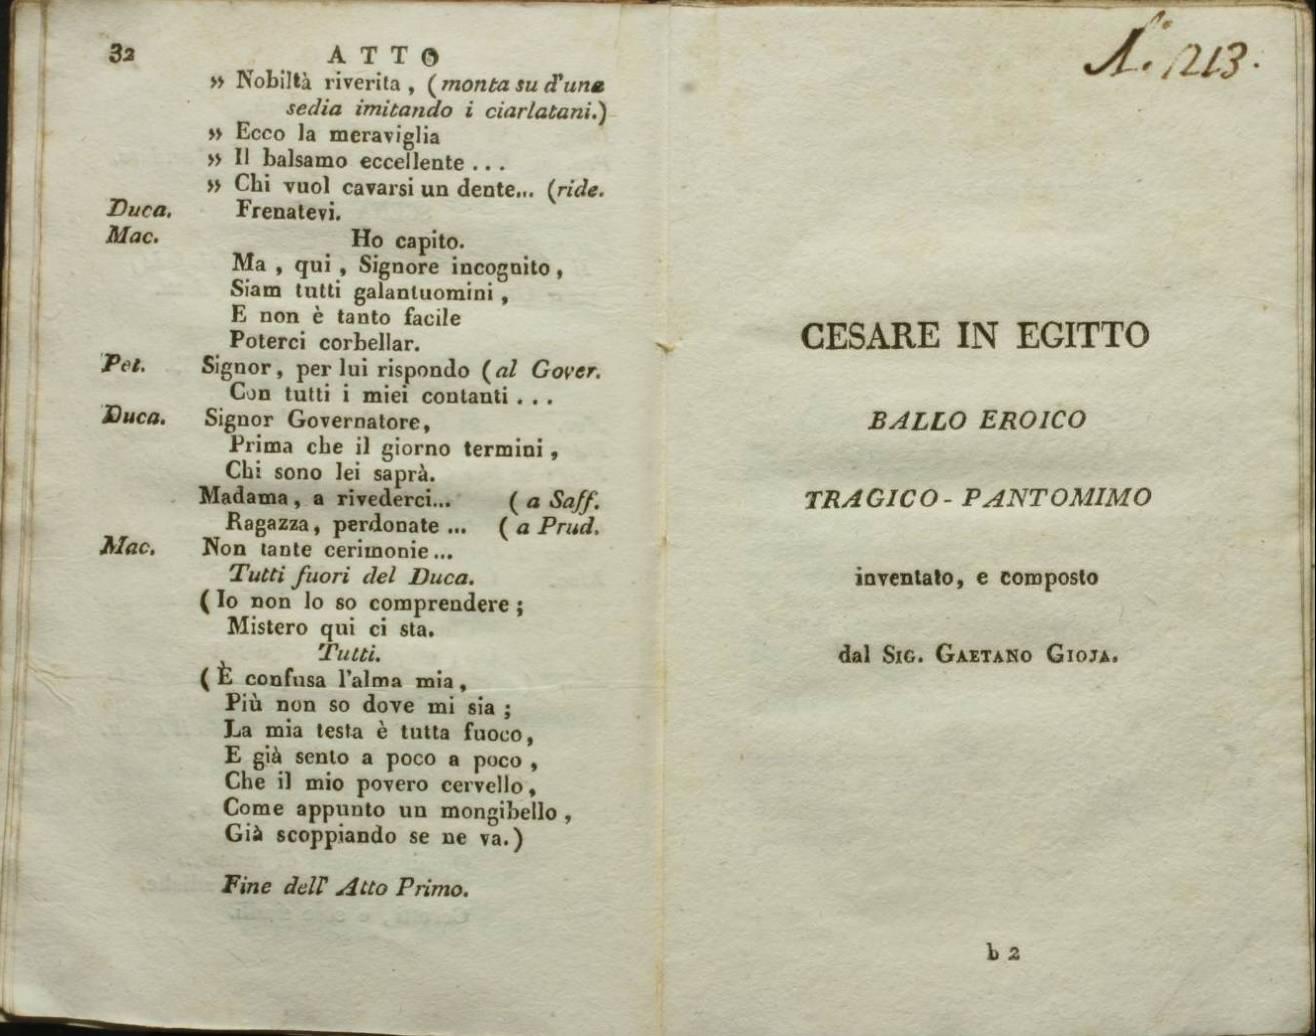 32 ATTO
» Nobiltà riverita, (monta su d'una
sedia imitando i ciarlatani.)
» Ecco la meraviglia
» Il balsamo eccellente...
» Chi vuol cavarsi un dente... (ride.
Duca. Frenatevi.
Mac. Ho capito.
Ma, qui, Signore incognito,
Siam tutti galantuomini,
E non è tanto facile
Poterci corbellar.
Pet. Signor, per lui rispondo (al Gover.
Con tutti i miei contanti...
Duca. Signor Governatore,
Prima che il giorno termini,
Chi sono lei saprà.
Madama, a rivederci... (a Saff.
Ragazza, perdonate... (a Prud.
Mac. Non tante cerimonie...
Tutti fuori del Duca.
(Io non lo so comprendere;
Mistero qui ci sta.
Tutti.
(È confusa l'alma mia,
Più non so dove mi sia;
La mia testa è tutta fuoco,
E già sento a poco a poco,
Che il mio povero cervello,
Come appunto un mongibello,
Già scoppiando se ne va.)
Fine dell' Atto Primo.
N. 1213.
CESARE IN EGITTO
BALLO EROICO
TRAGICO-PANTOMIMO
inventato, e composto
dal SIG. GAETANO GIOJA.
b 2